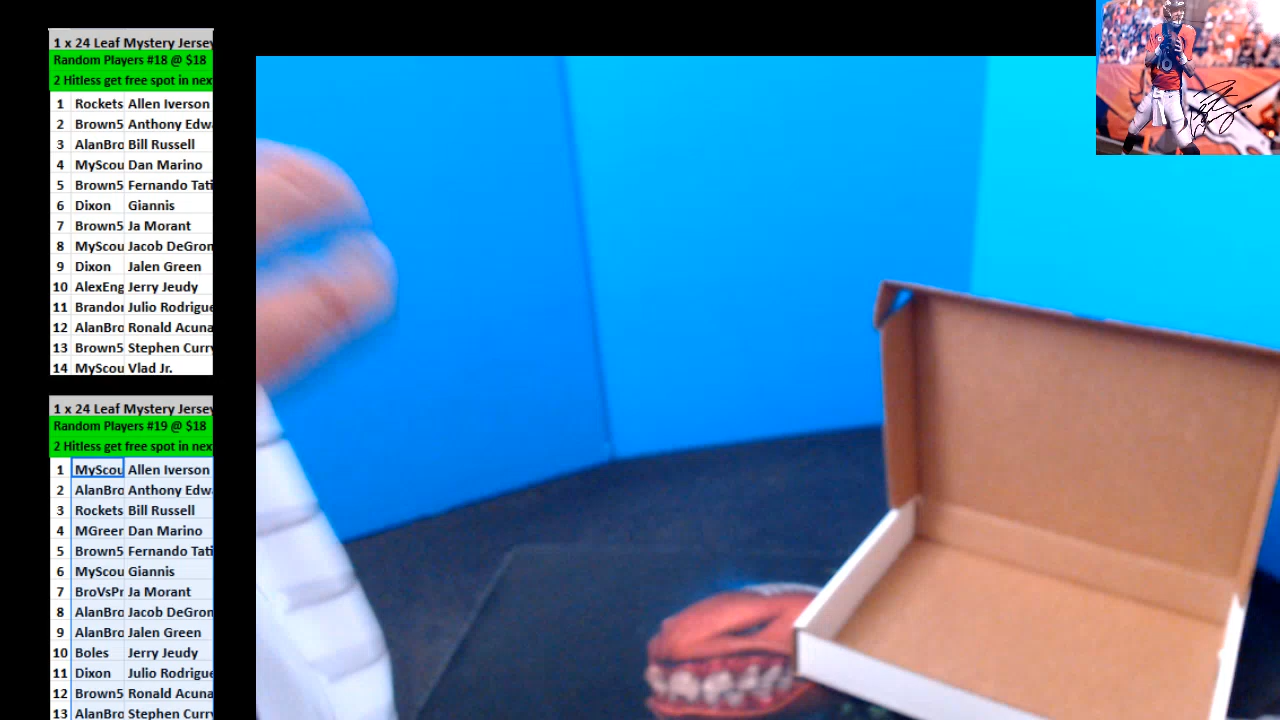 1 x 24 Leaf Mystery Jersey
Random Players #18 @ $18
2 Hitless get free spot in nex
1 Rockets Allen Iverson
2 Brown5 Anthony Edwa
3 AlanBro Bill Russell
4 MyScou Dan Marino
5 Brown5 Fernando Tati
6 Dixon Giannis
7 Brown5 Ja Morant
8 MyScou Jacob DeGron
9 Dixon Jalen Green
10 AlexEng Jerry Jeudy
11 Brandon Julio Rodrigue
12 AlanBro Ronald Acuna
13 Brown5 Stephen Curry
14 MyScou Vlad Jr.
1 x 24 Leaf Mystery Jersey
Random Players #19 @ $18
2 Hitless get free spot in nex
1 MyScou Allen Iverson
2 AlanBro Anthony Edwa
3 Rockets Bill Russell
4 MGreer Dan Marino
5 Brown5 Fernando Tati
6 MyScou Giannis
7 BroVsPr Ja Morant
8 AlanBro Jacob DeGron
9 AlanBro Jalen Green
10 Boles Jerry Jeudy
11 Dixon Julio Rodrigue
12 Brown5 Ronald Acuna
13 AlanBro Stephen Curry